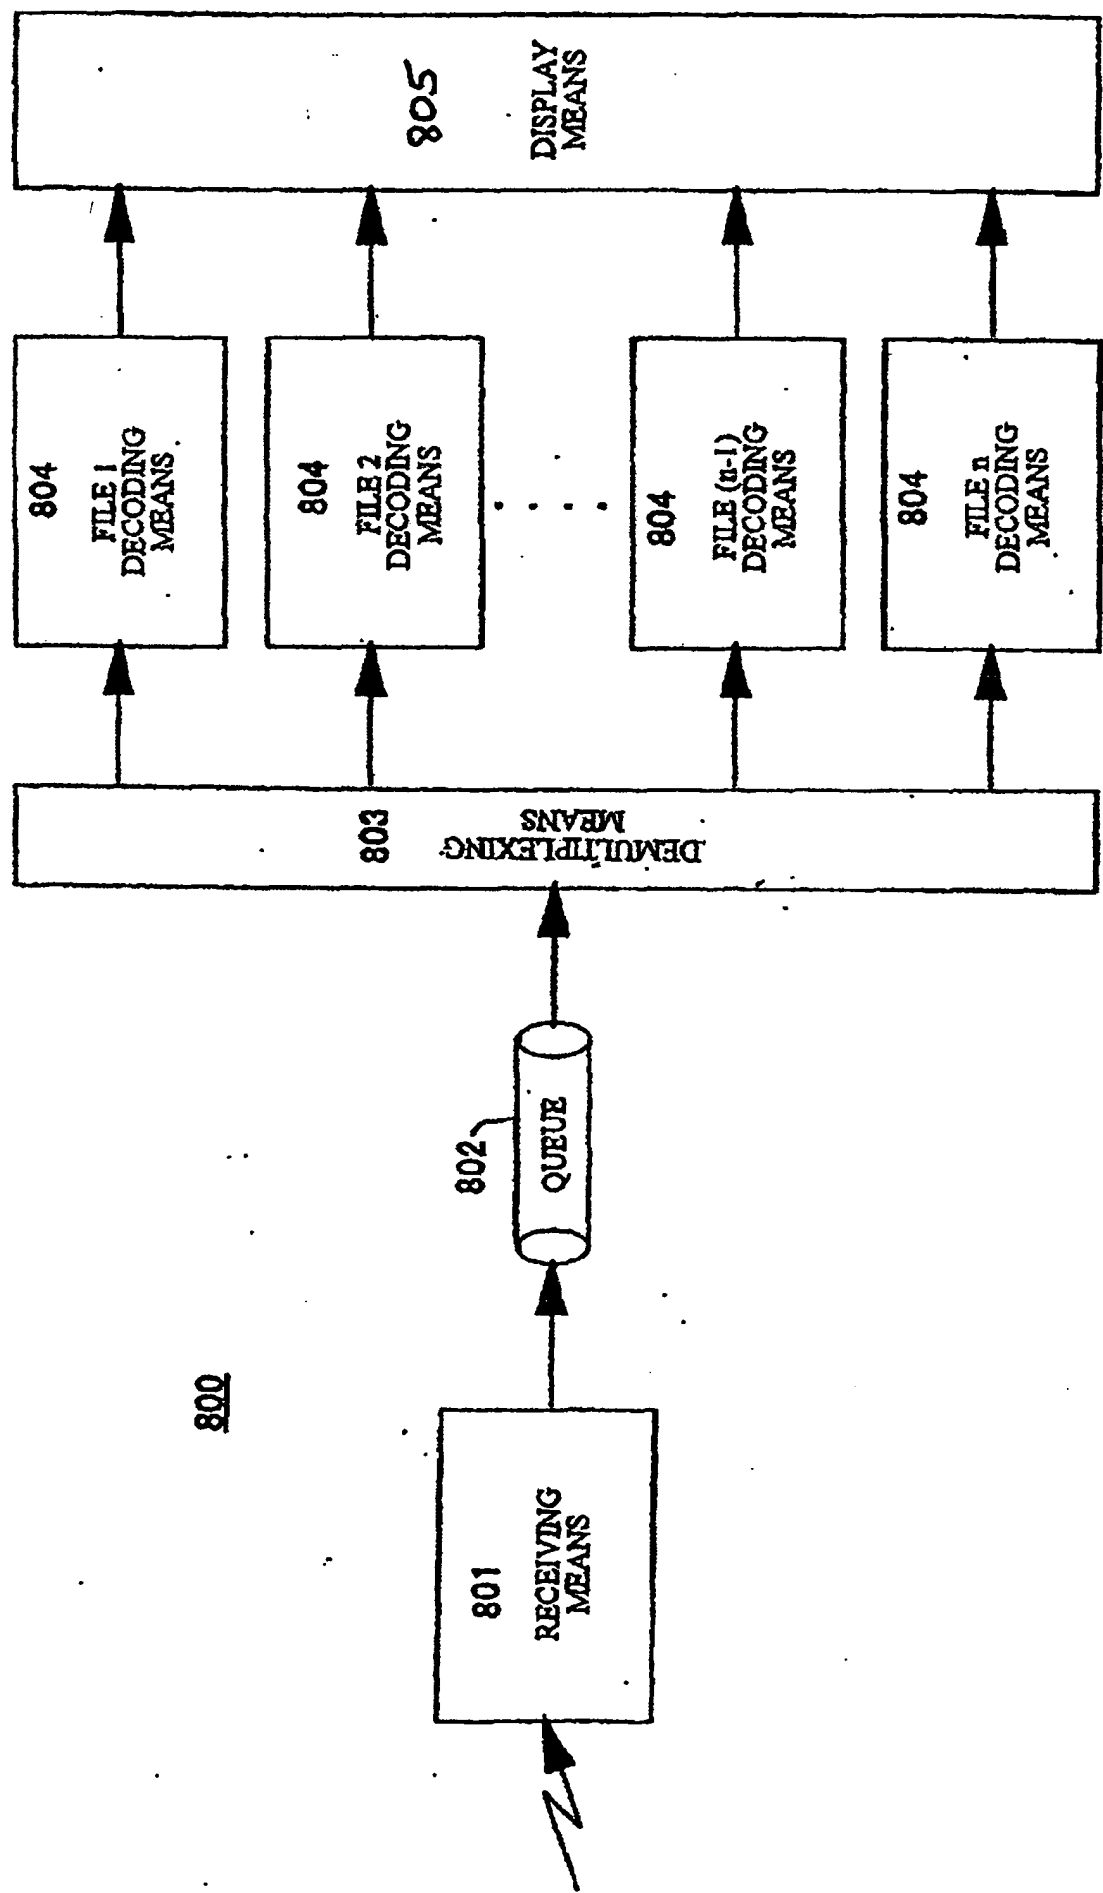 800
801
RECEIVING
MEANS
802
QUEUE
803
DEMULTIPLEXING
MEANS
804
FILE 1
DECODING
MEANS
804
FILE 2
DECODING
MEANS
804
FILE (n-1)
DECODING
MEANS
804
FILE n
DECODING
MEANS
805
DISPLAY
MEANS